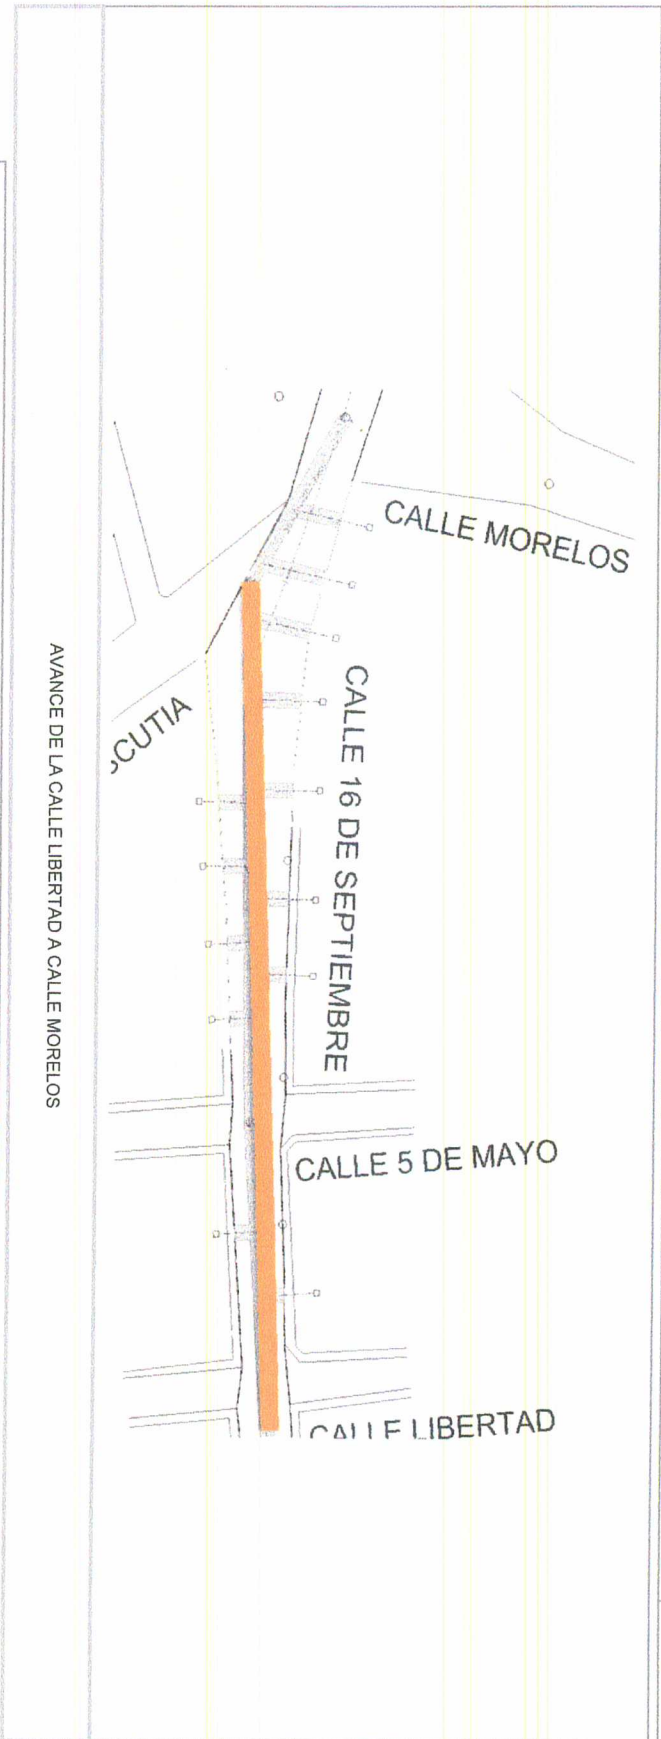 CALLE MORELOS
CUTIA
CALLE 16 DE SEPTIEMBRE
CALLE 5 DE MAYO
CALLE LIBERTAD
AVANCE DE LA CALLE LIBERTAD A CALLE MORELOS